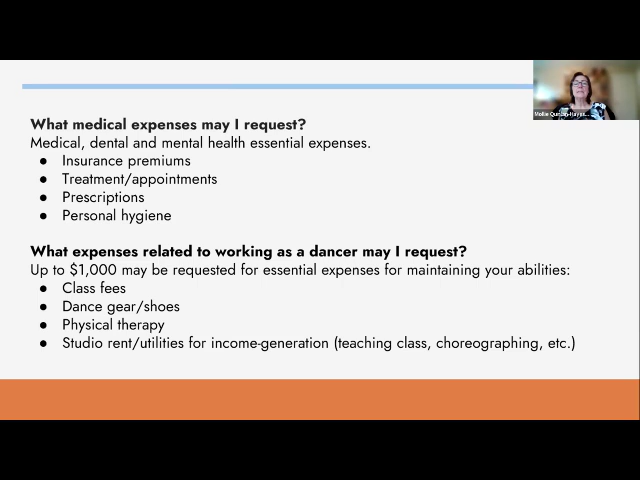 Mollie
What medical expenses may I request?
Medical, dental and mental health essential expenses.
● Insurance premiums
● Treatment/appointments
● Prescriptions
● Personal hygiene
What expenses related to working as a dancer may I request?
Up to $1,000 may be requested for essential expenses for maintaining your abilities:
● Class fees
● Dance gear/shoes
● Physical therapy
● Studio rent/utilities for income-generation (teaching class, choreographing, etc.)